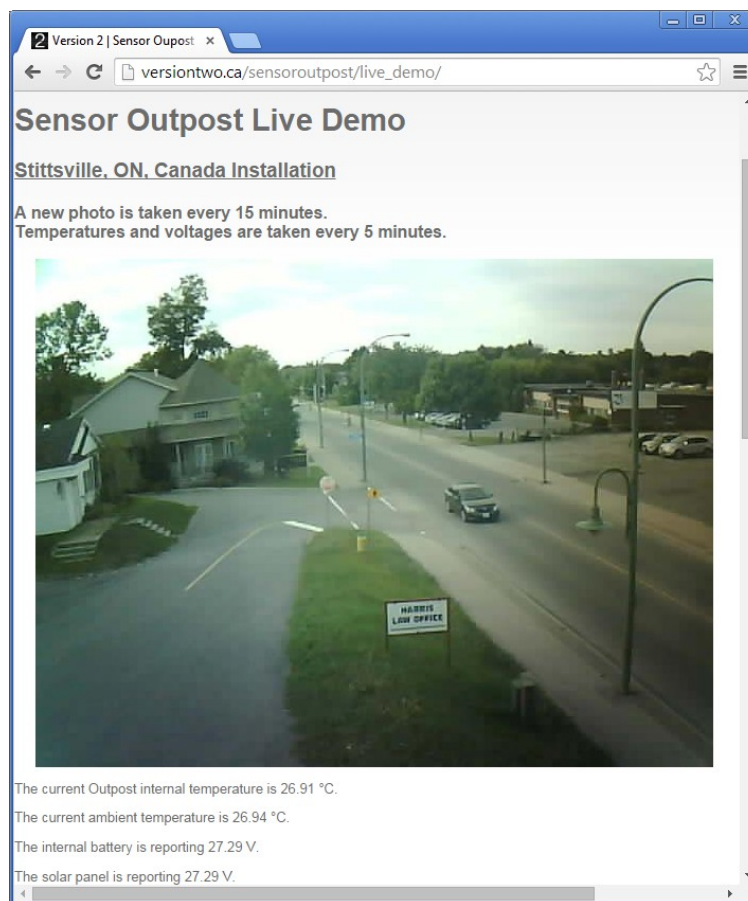 Version 2 | Sensor Oupost
versiontwo.ca/sensoroutpost/live_demo/
Sensor Outpost Live Demo
Stittsville, ON, Canada Installation
A new photo is taken every 15 minutes.
Temperatures and voltages are taken every 5 minutes.
HARRIS
LAW OFFICE
The current Outpost internal temperature is 26.91 °C.
The current ambient temperature is 26.94 °C.
The internal battery is reporting 27.29 V.
The solar panel is reporting 27.29 V.